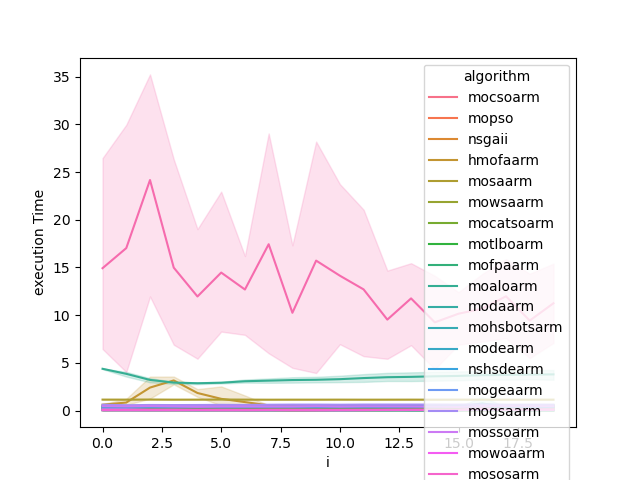 execution Time
35
30
25
20
15
10
5
0
0.0 2.5 5.0 7.5 10.0 12.5 15.0 17.5
i
algorithm
mocsoarm
mopso
nsgaii
hmofaarm
mosaarm
mowsaarm
mocatsoarm
motlboarm
mofpaarm
moaloarm
modaarm
mohsbotsarm
modearm
nshsdearm
mogeaarm
mogsaarm
mossoarm
mowoaarm
mososarm